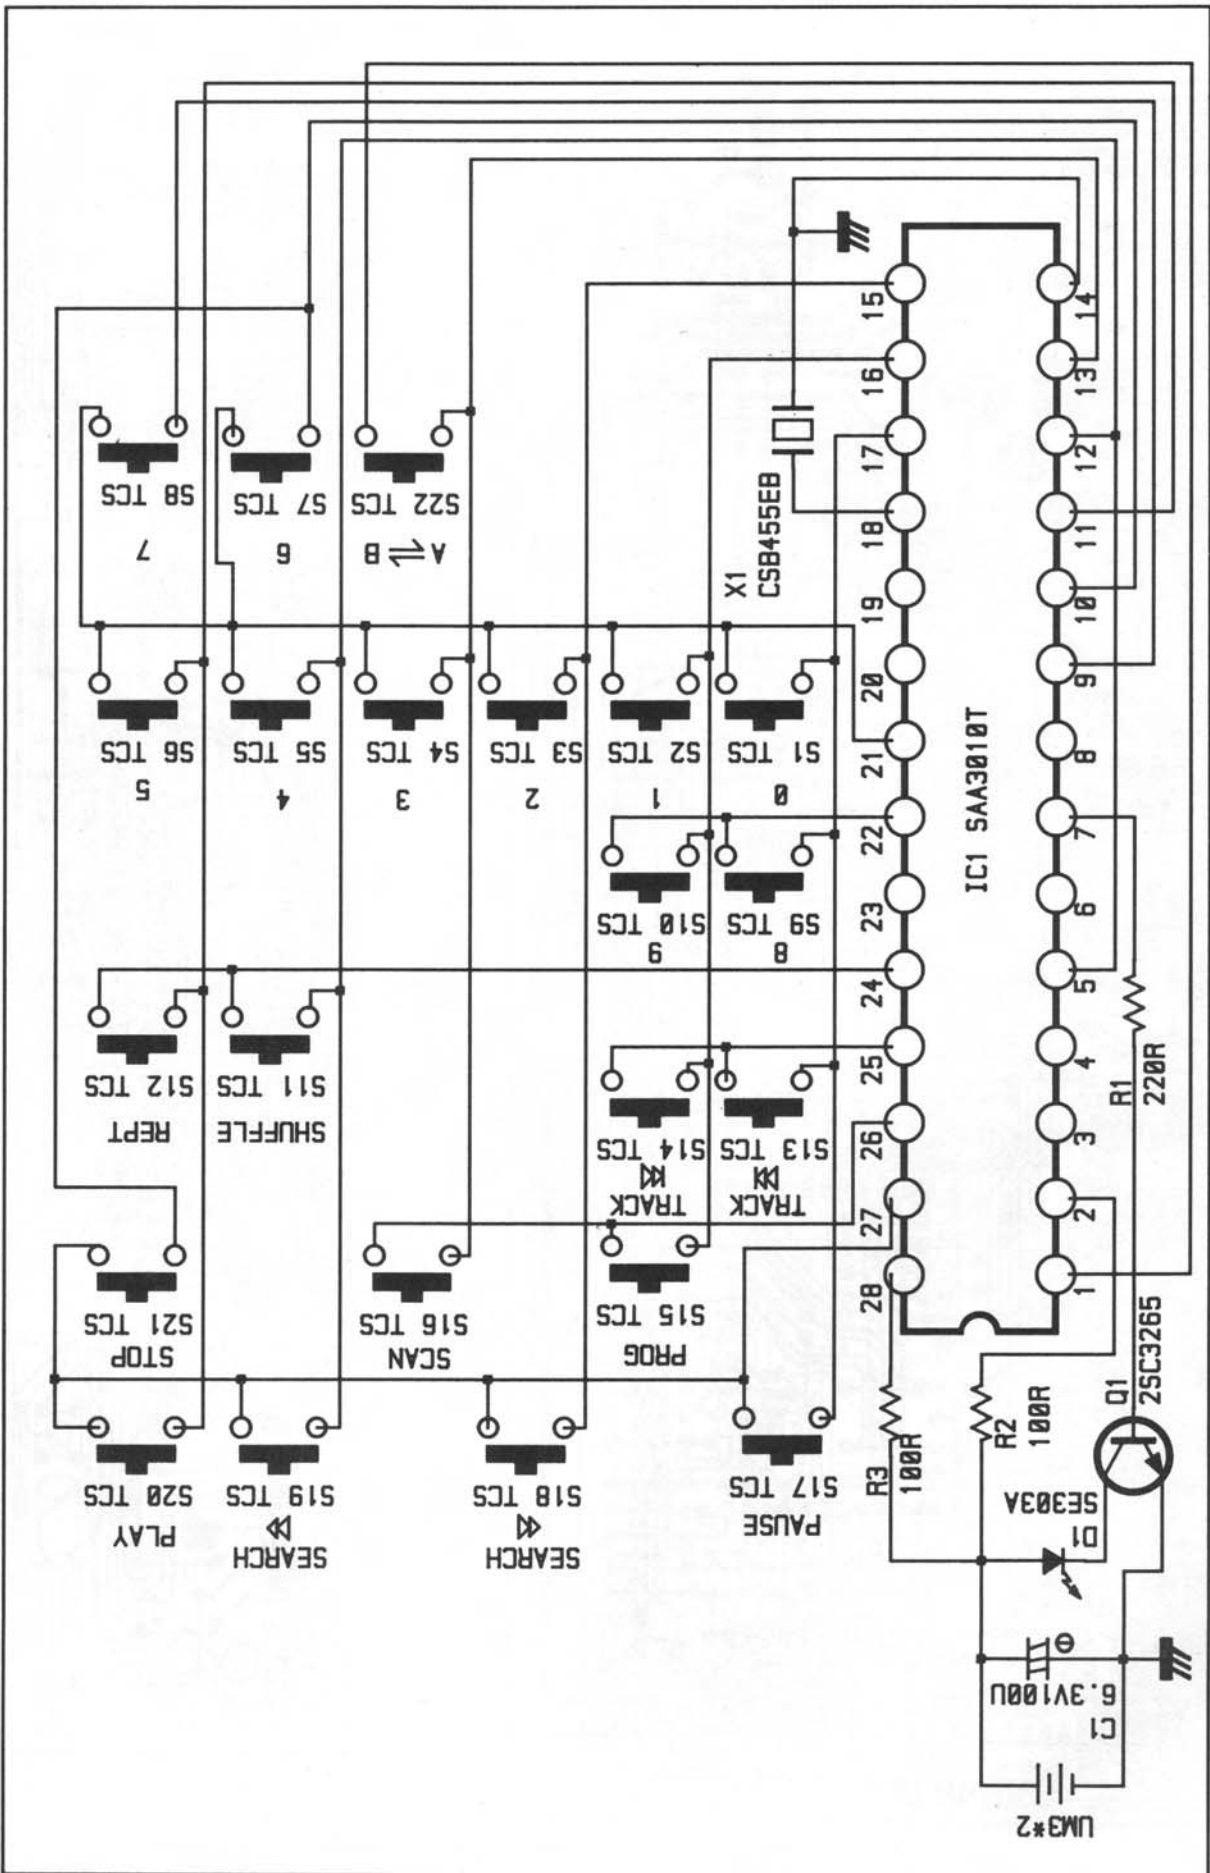 S8 TCS
7
S7 TCS
6
S22 TCS
A ⇌ B
S6 TCS
5
S5 TCS
4
S4 TCS
3
S3 TCS
2
S2 TCS
1
S1 TCS
0
S10 TCS
9
S9 TCS
8
S12 TCS
REPT
S11 TCS
SHUFFLE
S14 TCS
TRACK
S13 TCS
TRACK
S21 TCS
STOP
S16 TCS
SCAN
S15 TCS
PROG
S20 TCS
PLAY
S19 TCS
SEARCH
S18 TCS
SEARCH
S17 TCS
PAUSE
X1
CSB455EB
15
16
17
18
19
20
21
22
23
24
25
26
27
28
IC1 SAA3010T
14
13
12
11
10
9
8
7
6
5
4
3
2
1
R1
220R
R2
100R
R3
100R
Q1
2SC3265
D1
SE303A
C1
6.3V100U
UM3*2